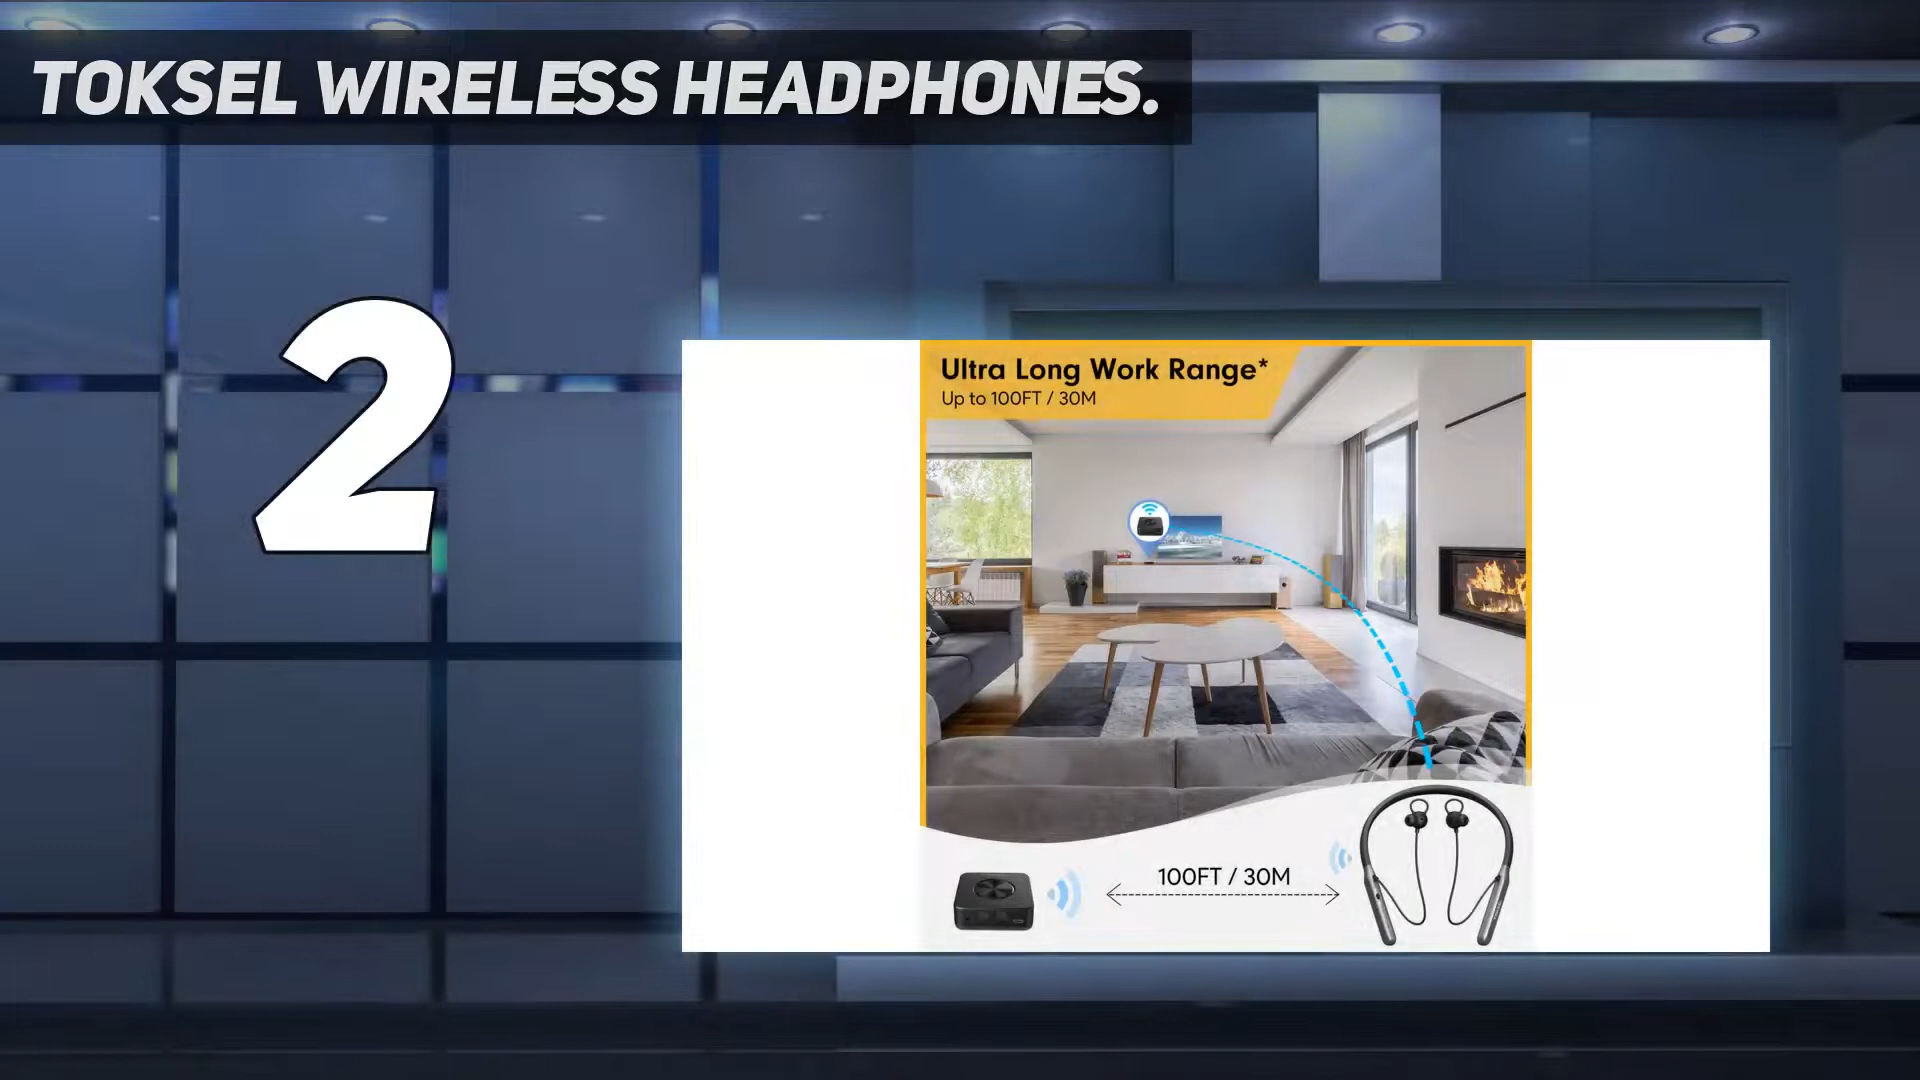 TOKSEL WIRELESS HEADPHONES.
2
Ultra Long Work Range*
Up to 100FT / 30M
100FT / 30M